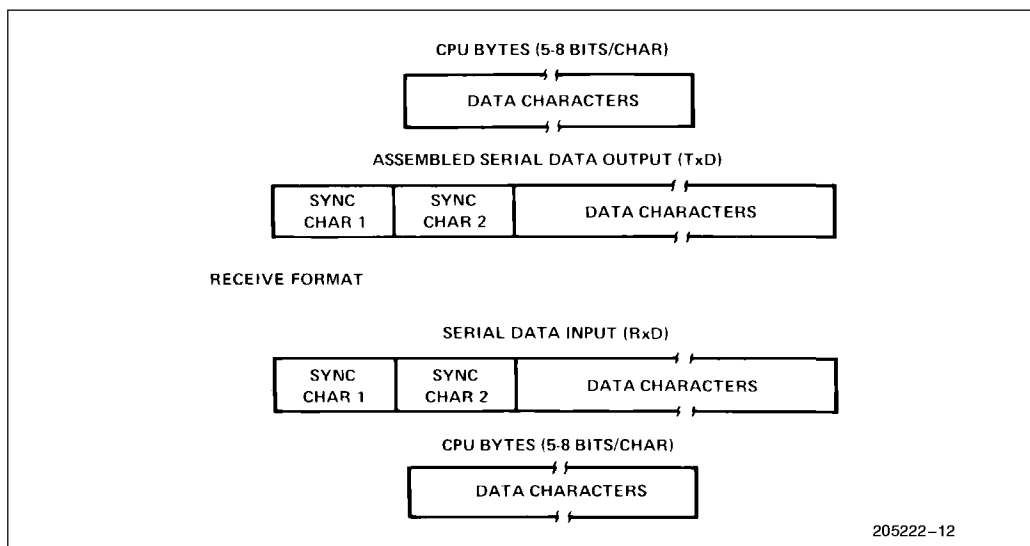 CPU BYTES (5-8 BITS/CHAR)
DATA CHARACTERS
ASSEMBLED SERIAL DATA OUTPUT (TxD)
SYNC CHAR 1
SYNC CHAR 2
DATA CHARACTERS
RECEIVE FORMAT
SERIAL DATA INPUT (RxD)
SYNC CHAR 1
SYNC CHAR 2
DATA CHARACTERS
CPU BYTES (5-8 BITS/CHAR)
DATA CHARACTERS
205222–12